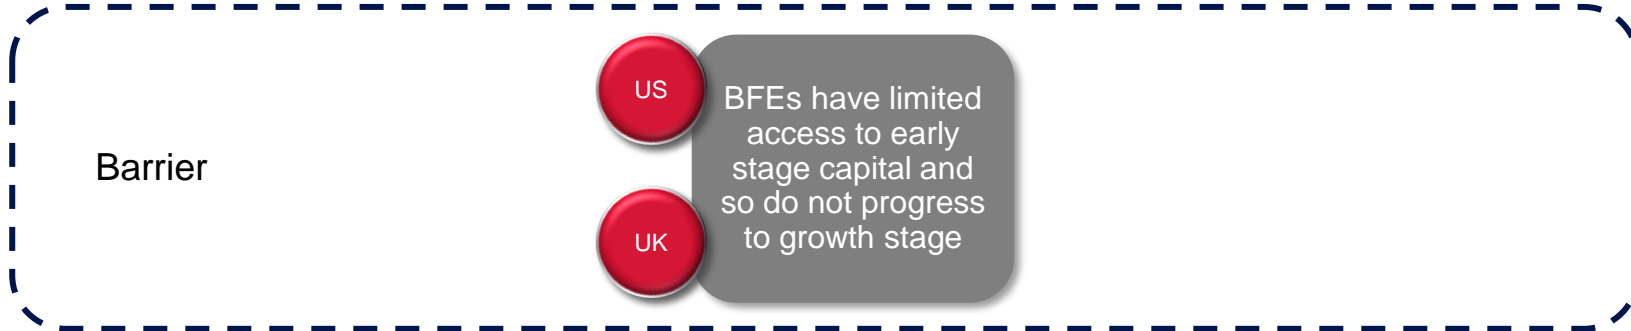 Barrier
US
UK
BFEs have limited
access to early
stage capital and
so do not progress
to growth stage